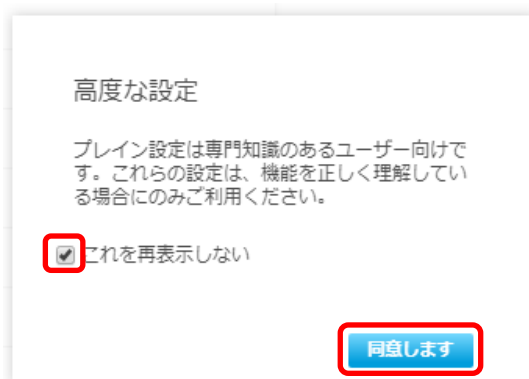 高度な設定
プレイン設定は専門知識のあるユーザー向けで
す。これらの設定は、機能を正しく理解してい
る場合にのみご利用ください。
これを再表示しない
同意します